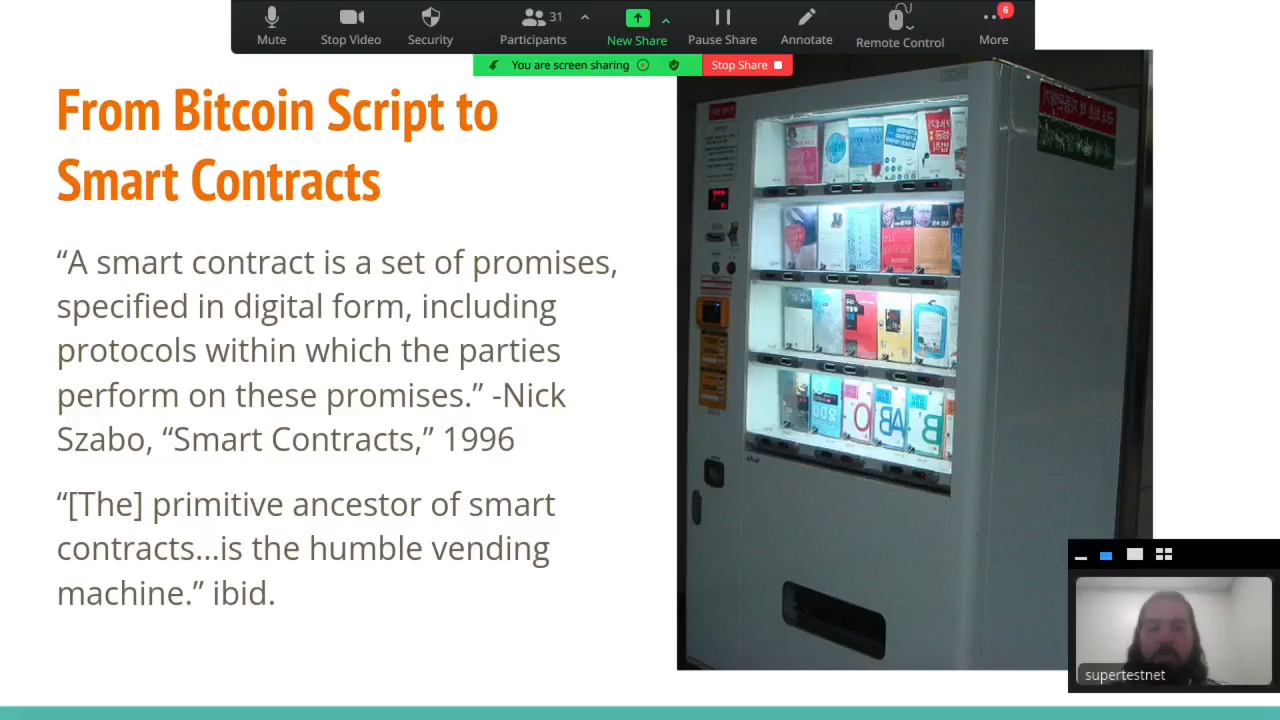 6
31
Mute
Stop Video
Security
Participants
New Share
Pause Share
Annotate
Remote Control
More
You are screen sharing
Stop Share
From Bitcoin Script to
Smart Contracts
“A smart contract is a set of promises,
specified in digital form, including
protocols within which the parties
perform on these promises.” -Nick
Szabo, “Smart Contracts,” 1996
“[The] primitive ancestor of smart
contracts...is the humble vending
machine.” ibid.
supertestnet